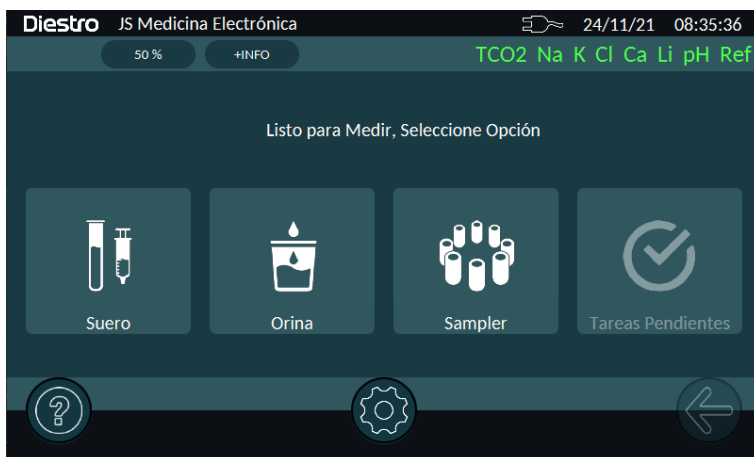 Diestro JS Medicina Electrónica 24/11/21 08:35:36
50 % +INFO TCO2 Na K Cl Ca Li pH Ref
Listo para Medir, Seleccione Opción
Suero Orina Sampler Tareas Pendientes
?